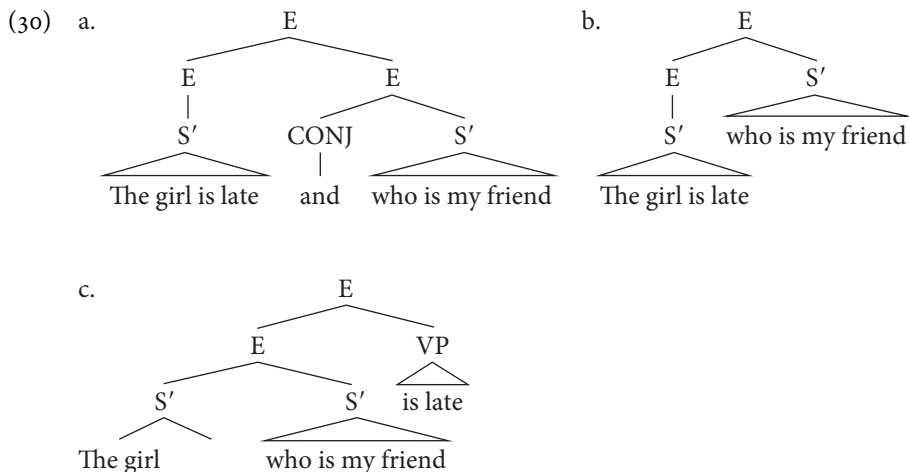 (30) a. E b. E
E E E S′
S′ CONJ S′ S′ who is my friend
The girl is late and who is my friend The girl is late
c. E
E VP
S′ S′ is late
The girl who is my friend